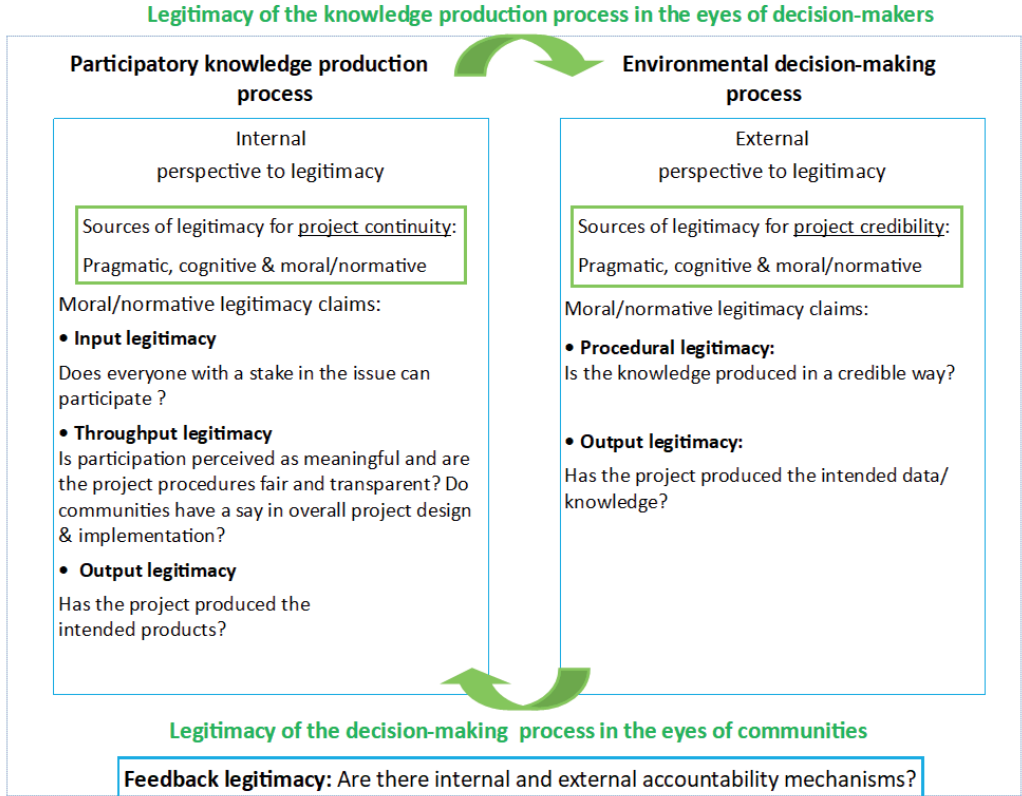 Legitimacy of the knowledge production process in the eyes of decision-makers
Participatory knowledge production
process
Internal
perspective to legitimacy
Sources of legitimacy for project continuity:
Pragmatic, cognitive & moral/normative
Moral/normative legitimacy claims:
• Input legitimacy
Does everyone with a stake in the issue can
participate ?
• Throughput legitimacy
Is participation perceived as meaningful and are
the project procedures fair and transparent? Do
communities have a say in overall project design
& implementation?
• Output legitimacy
Has the project produced the
intended products?
Environmental decision-making
process
External
perspective to legitimacy
Sources of legitimacy for project credibility:
Pragmatic, cognitive & moral/normative
Moral/normative legitimacy claims:
• Procedural legitimacy:
Is the knowledge produced in a credible way?
• Output legitimacy:
Has the project produced the intended data/
knowledge?
Legitimacy of the decision-making process in the eyes of communities
Feedback legitimacy: Are there internal and external accountability mechanisms?